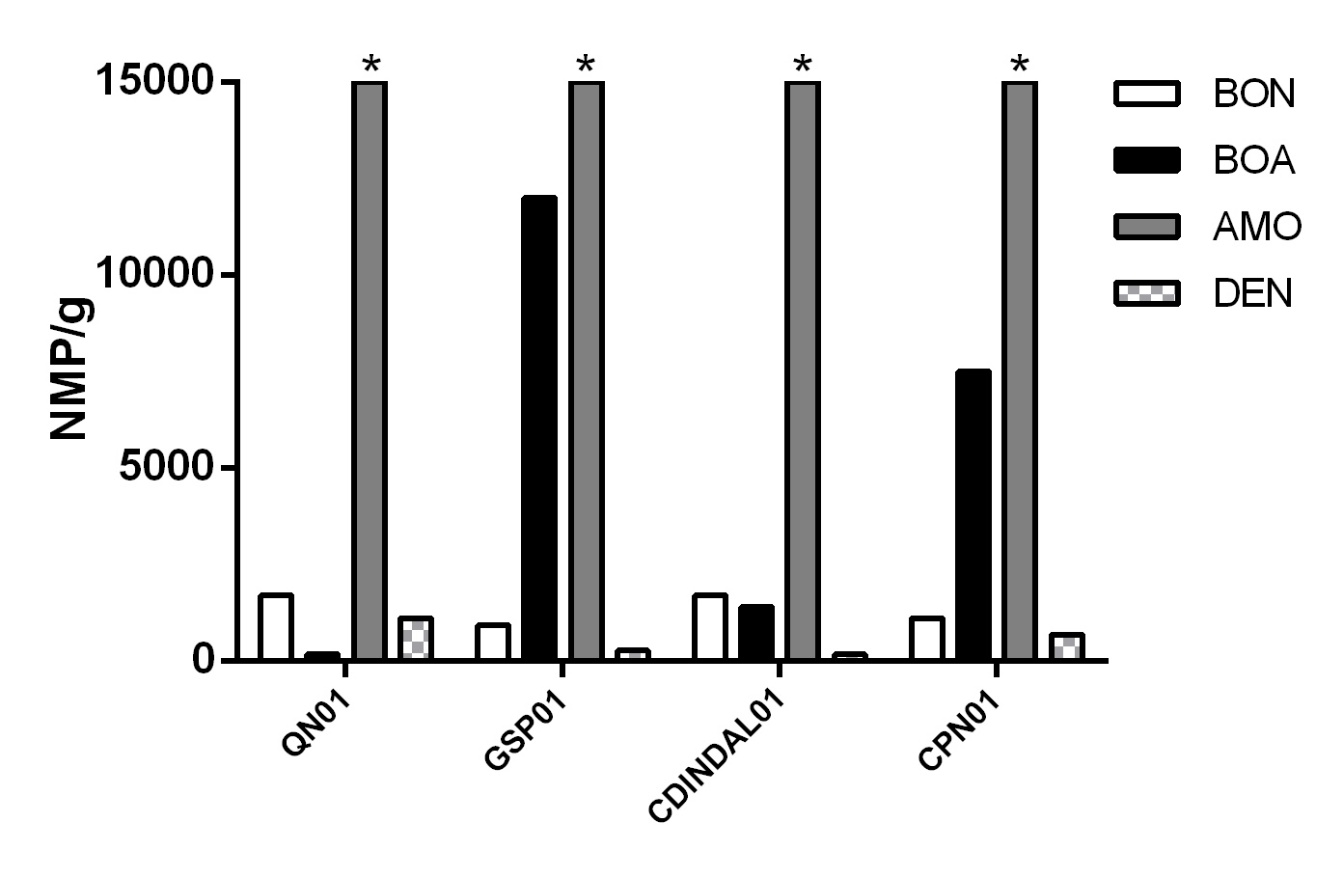 * * * *
15000
10000
5000
0
NMP/g
QN01
GSP01
CDINDAL01
CPN01
BON
BOA
AMO
DEN